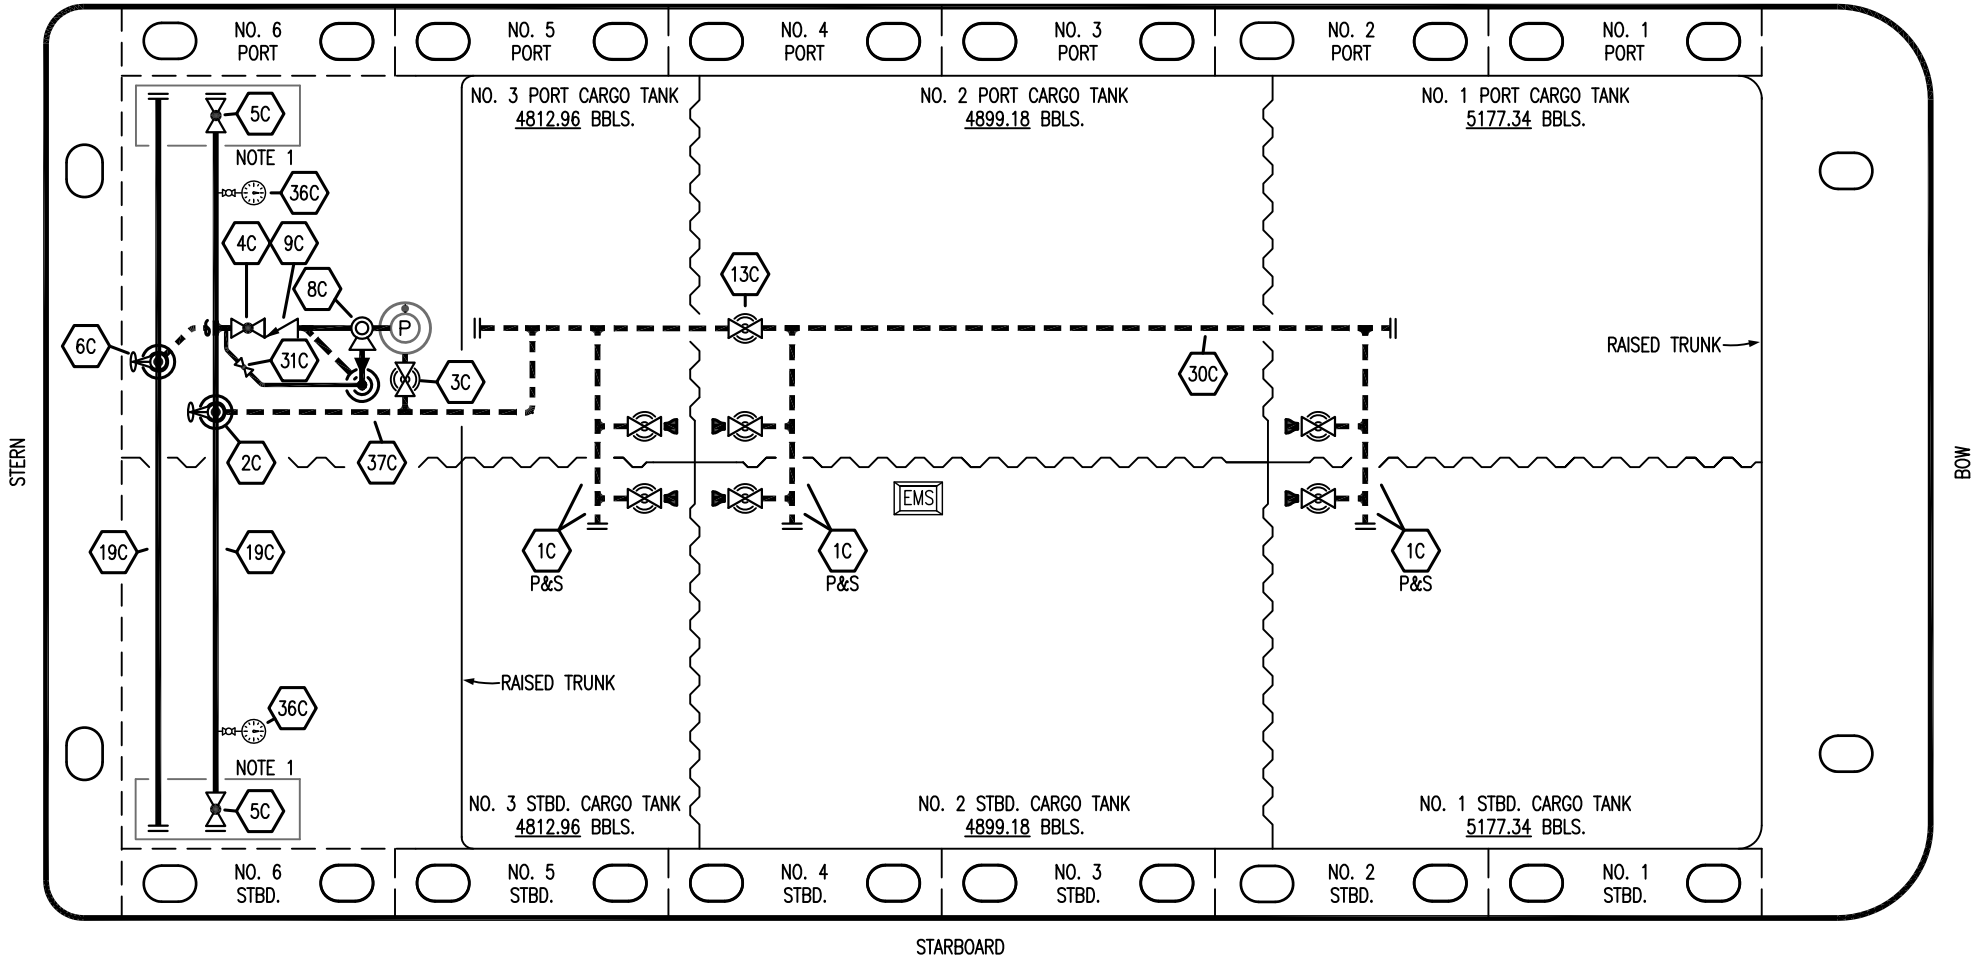 NO. 6
PORT
NO. 5
PORT
NO. 4
PORT
NO. 3
PORT
NO. 2
PORT
NO. 1
PORT
NO. 3 PORT CARGO TANK
4812.96 BBLS.
NO. 2 PORT CARGO TANK
4899.18 BBLS.
NO. 1 PORT CARGO TANK
5177.34 BBLS.
5C
NOTE 1
36C
4C
9C
8C
13C
P
6C
31C
3C
30C
RAISED TRUNK
2C
37C
STERN
BOW
EMS
19C
19C
1C
P&S
1C
P&S
1C
P&S
RAISED TRUNK
36C
NOTE 1
5C
NO. 3 STBD. CARGO TANK
4812.96 BBLS.
NO. 2 STBD. CARGO TANK
4899.18 BBLS.
NO. 1 STBD. CARGO TANK
5177.34 BBLS.
NO. 6
STBD.
NO. 5
STBD.
NO. 4
STBD.
NO. 3
STBD.
NO. 2
STBD.
NO. 1
STBD.
STARBOARD